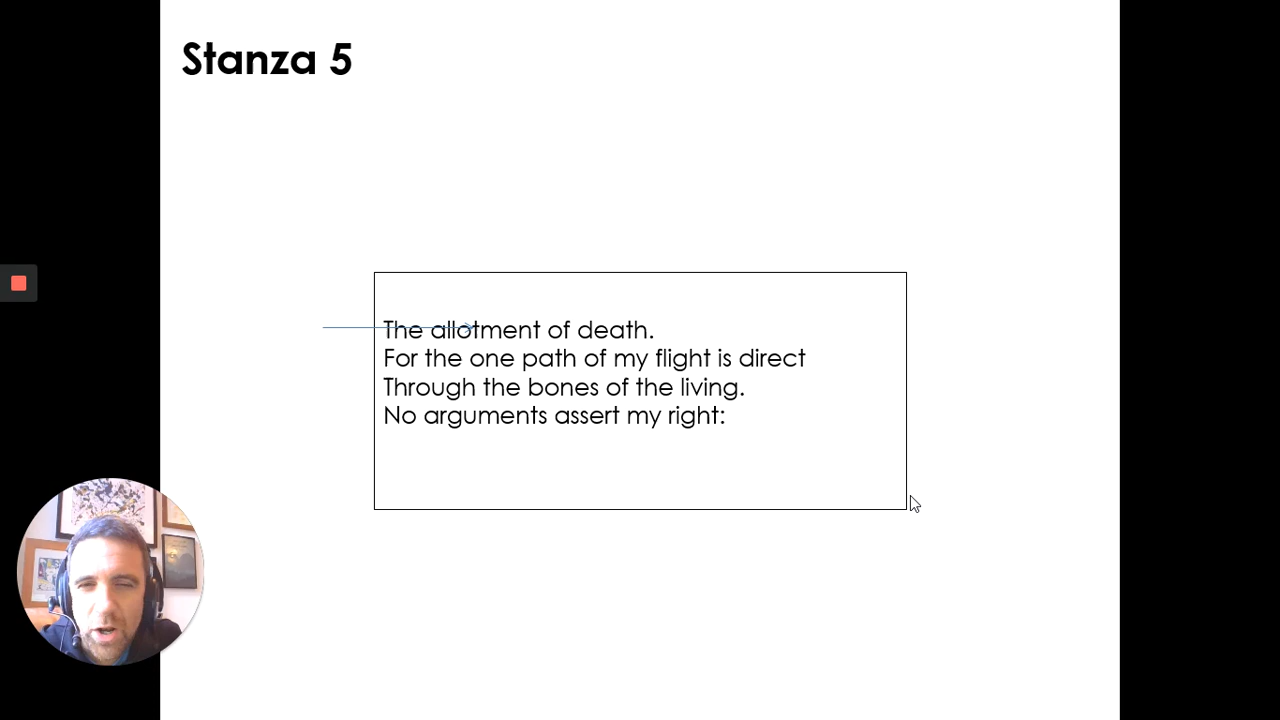 Stanza 5
The allotment of death.
For the one path of my flight is direct
Through the bones of the living.
No arguments assert my right: